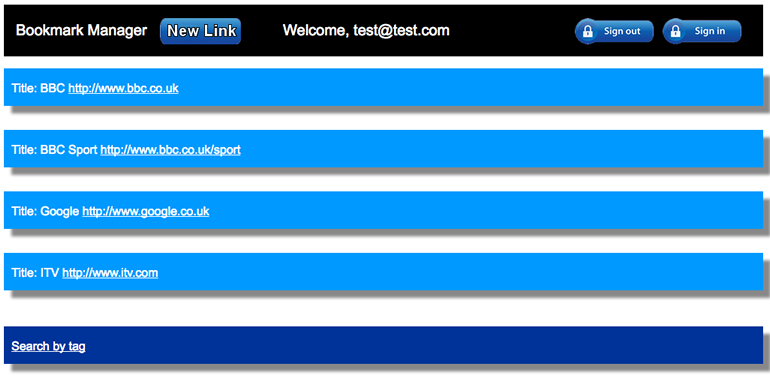 Bookmark Manager New Link Welcome, test@test.com Sign out Sign in
Title: BBC http://www.bbc.co.uk
Title: BBC Sport http://www.bbc.co.uk/sport
Title: Google http://www.google.co.uk
Title: ITV http://www.itv.com
Search by tag